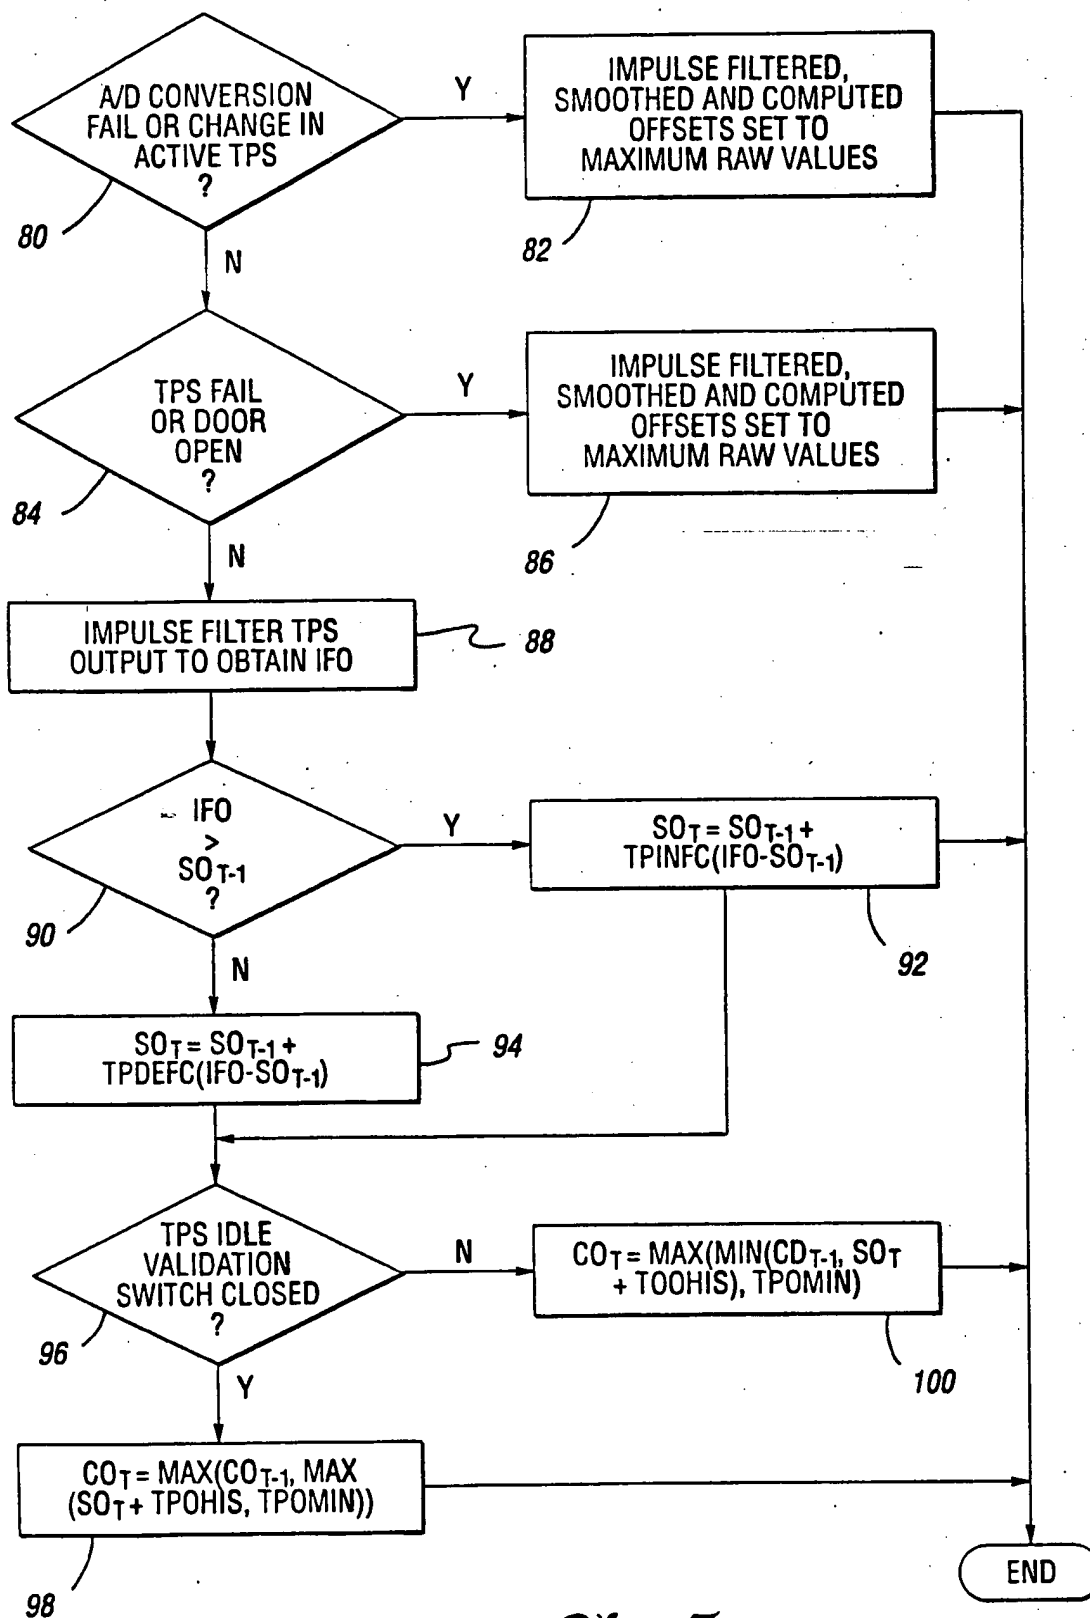 A/D CONVERSION
FAIL OR CHANGE IN
ACTIVE TPS
?
80
Y
IMPULSE FILTERED,
SMOOTHED AND COMPUTED
OFFSETS SET TO
MAXIMUM RAW VALUES
82
N
TPS FAIL
OR DOOR
OPEN
?
84
Y
IMPULSE FILTERED,
SMOOTHED AND COMPUTED
OFFSETS SET TO
MAXIMUM RAW VALUES
86
N
IMPULSE FILTER TPS
OUTPUT TO OBTAIN IFO
88
IFO
>
SOT-1
?
90
Y
SOT = SOT-1 +
TPINFC(IFO-SOT-1)
92
N
SOT = SOT-1 +
TPDEFC(IFO-SOT-1)
94
TPS IDLE
VALIDATION
SWITCH CLOSED
?
96
N
COT = MAX(MIN(CDT-1, SOT
+ TOOHIS), TPOMIN)
100
Y
COT = MAX(COT-1, MAX
(SOT + TPOHIS, TPOMIN))
98
END